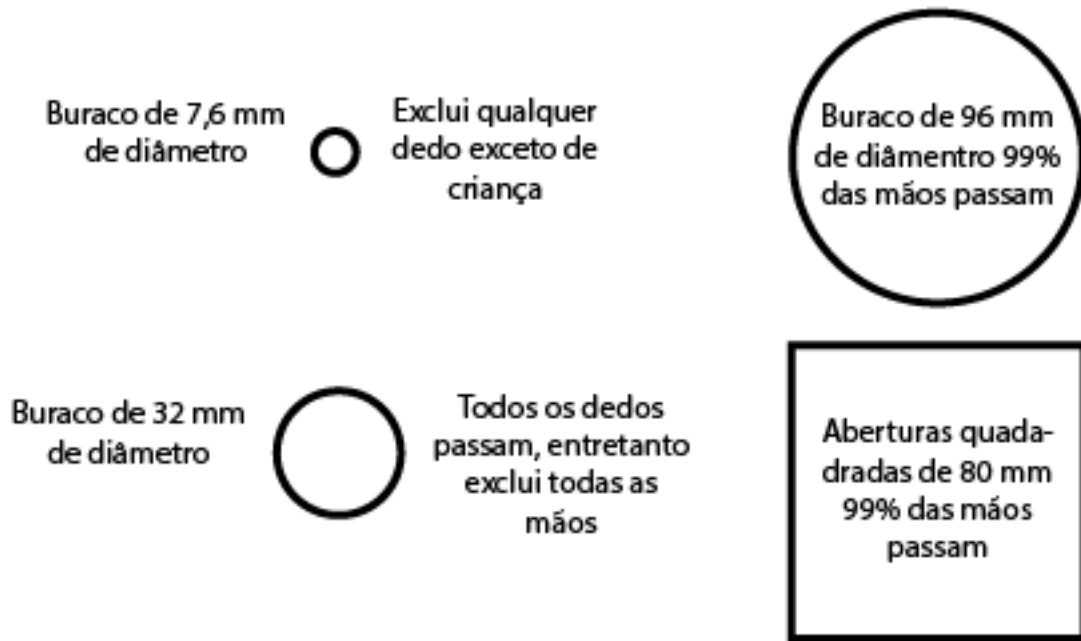 Buraco de 7,6 mm
de diâmetro
Exclui qualquer
dedo exceto de
criança
Buraco de 96 mm
de diâmentro 99%
das mãos passam
Buraco de 32 mm
de diâmetro
Todos os dedos
passam, entretanto
exclui todas as
mãos
Aberturas quada-
dradas de 80 mm
99% das mãos
passam